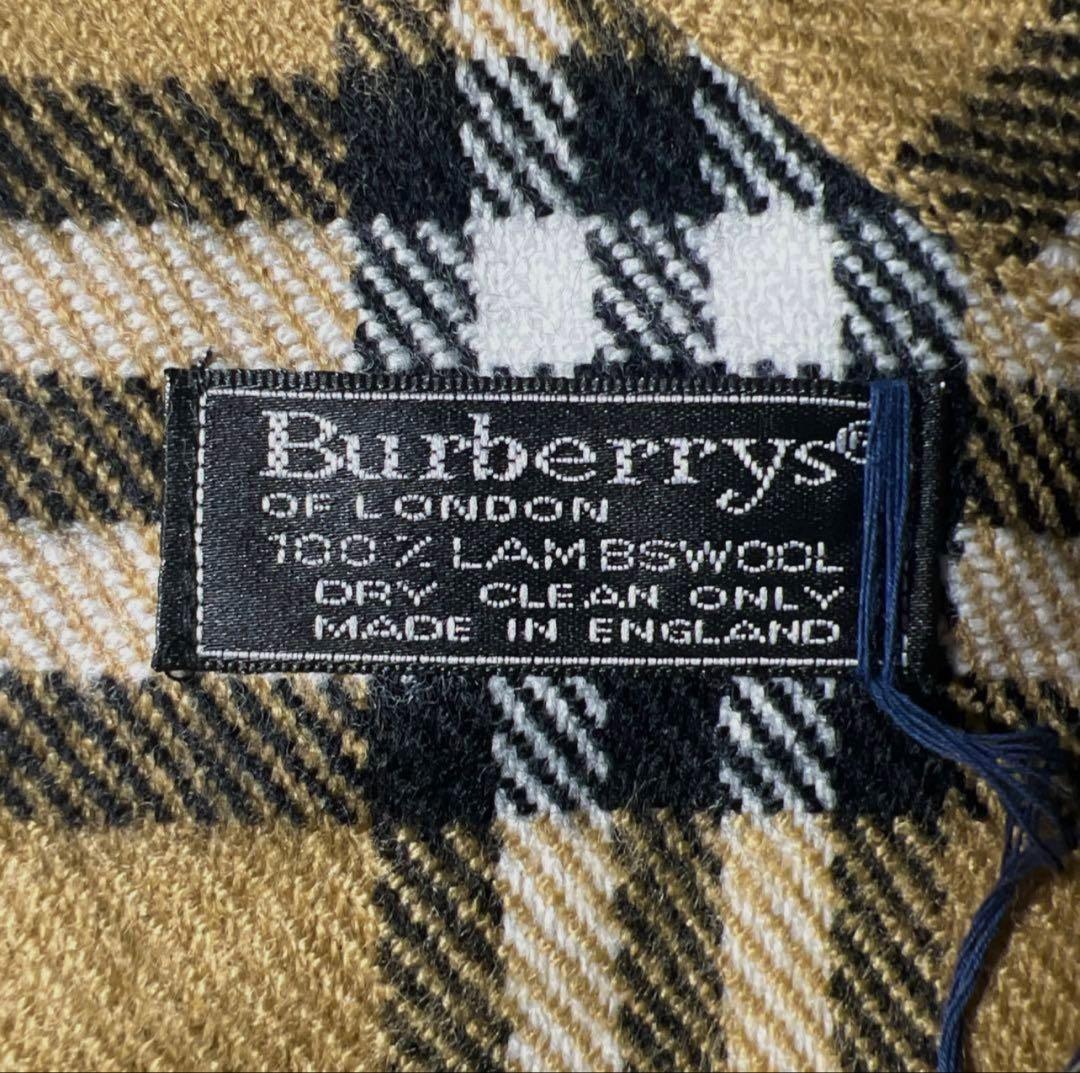 Burberrys®
OF LONDON
100% LAMBSWOOL
DRY CLEAN ONLY
MADE IN ENGLAND